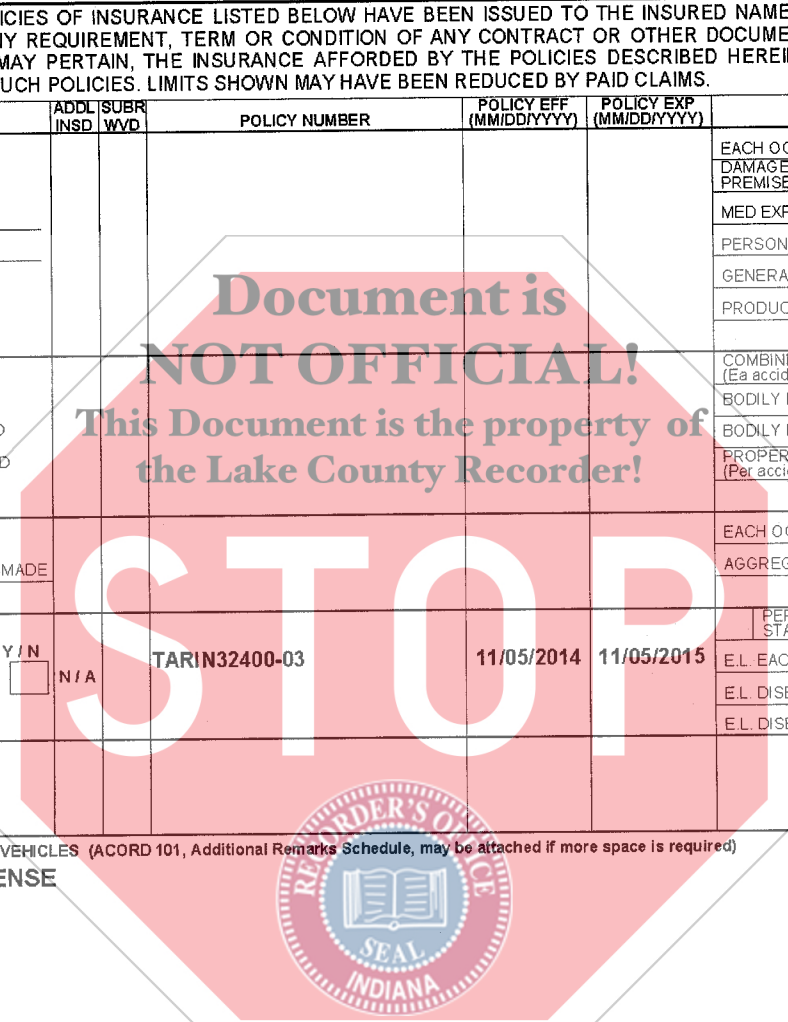 ICIES OF INSURANCE LISTED BELOW HAVE BEEN ISSUED TO THE INSURED NAME
Y REQUIREMENT, TERM OR CONDITION OF ANY CONTRACT OR OTHER DOCUME
MAY PERTAIN, THE INSURANCE AFFORDED BY THE POLICIES DESCRIBED HEREI
UCH POLICIES. LIMITS SHOWN MAY HAVE BEEN REDUCED BY PAID CLAIMS.
ADDL INSD SUBR WVD POLICY NUMBER POLICY EFF (MM/DD/YYYY) POLICY EXP (MM/DD/YYYY)
EACH OC
DAMAGE
PREMISE
MED EXP
PERSON
GENERA
PRODUC
Document is
NOT OFFICIAL!
This Document is the property of
the Lake County Recorder!
COMBINE
(Ea accid
BODILY
BODILY
PROPER
(Per acci
D
D
EACH OC
MADE
AGGREG
STOP
PER
STA
Y / N
N / A
TARIN32400-03 11/05/2014 11/05/2015
E.L. EAC
E.L. DISE
E.L. DISE
VEHICLES (ACORD 101, Additional Remarks Schedule, may be attached if more space is required)
ENSE
RECORDER'S OFFICE
SEAL
INDIANA